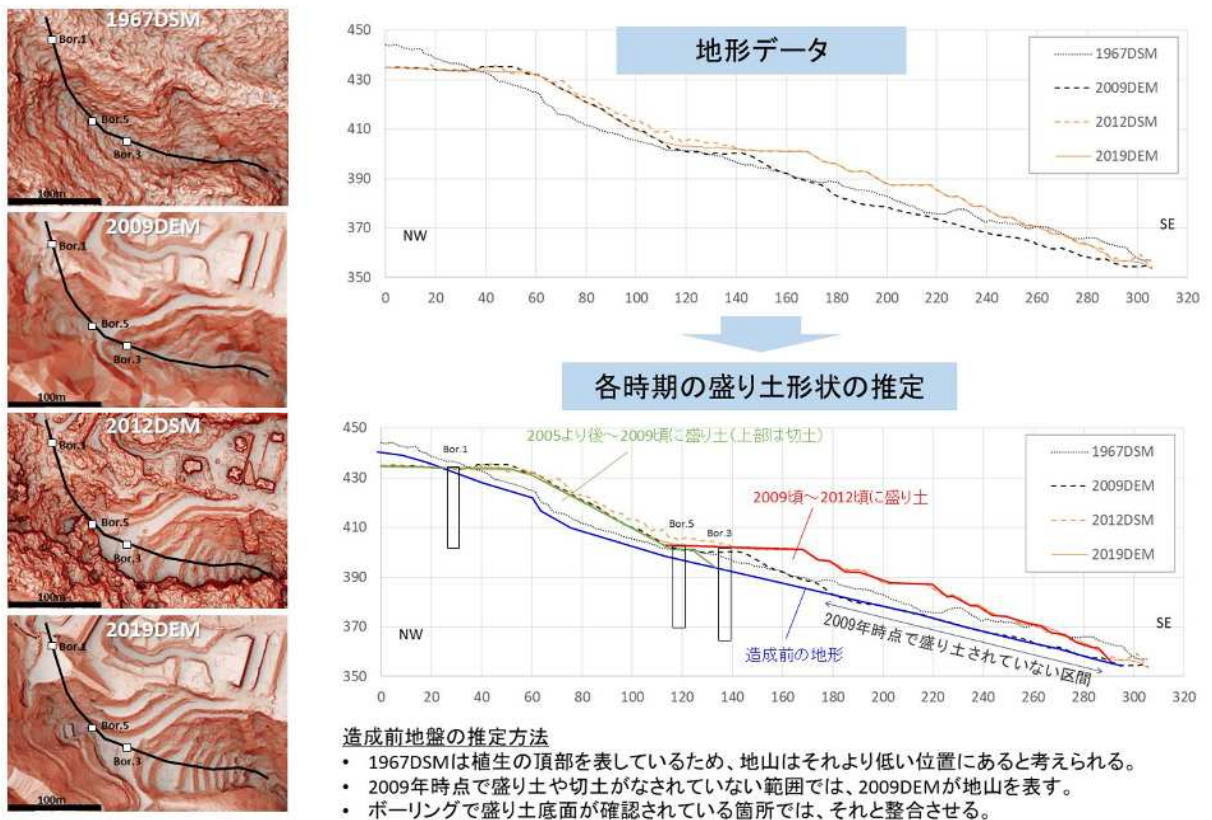 1967DSM
Bor.1
Bor.5
Bor.3
100m
2009DEM
Bor.1
Bor.5
Bor.3
100m
2012DSM
Bor.1
Bor.5
Bor.3
100m
2019DEM
Bor.1
Bor.5
Bor.3
100m
地形データ
450
430
410
390
370
350
NW
SE
0 20 40 60 80 100 120 140 160 180 200 220 240 260 280 300 320
1967DSM
2009DEM
2012DSM
2019DEM
各時期の盛り土形状の推定
450
430
410
390
370
350
2005より後～2009頃に盛り土(上部は切土)
Bor.1
2009頃～2012頃に盛り土
Bor.5
Bor.3
1967DSM
2009DEM
2012DSM
2019DEM
NW
SE
造成前の地形
2009年時点で盛り土されていない区間
0 20 40 60 80 100 120 140 160 180 200 220 240 260 280 300 320
造成前地盤の推定方法
• 1967DSMは植生の頂部を表しているため、地山はそれより低い位置にあると考えられる。
• 2009年時点で盛り土や切土がなされていない範囲では、2009DEMが地山を表す。
• ボーリングで盛り土底面が確認されている箇所では、それと整合させる。